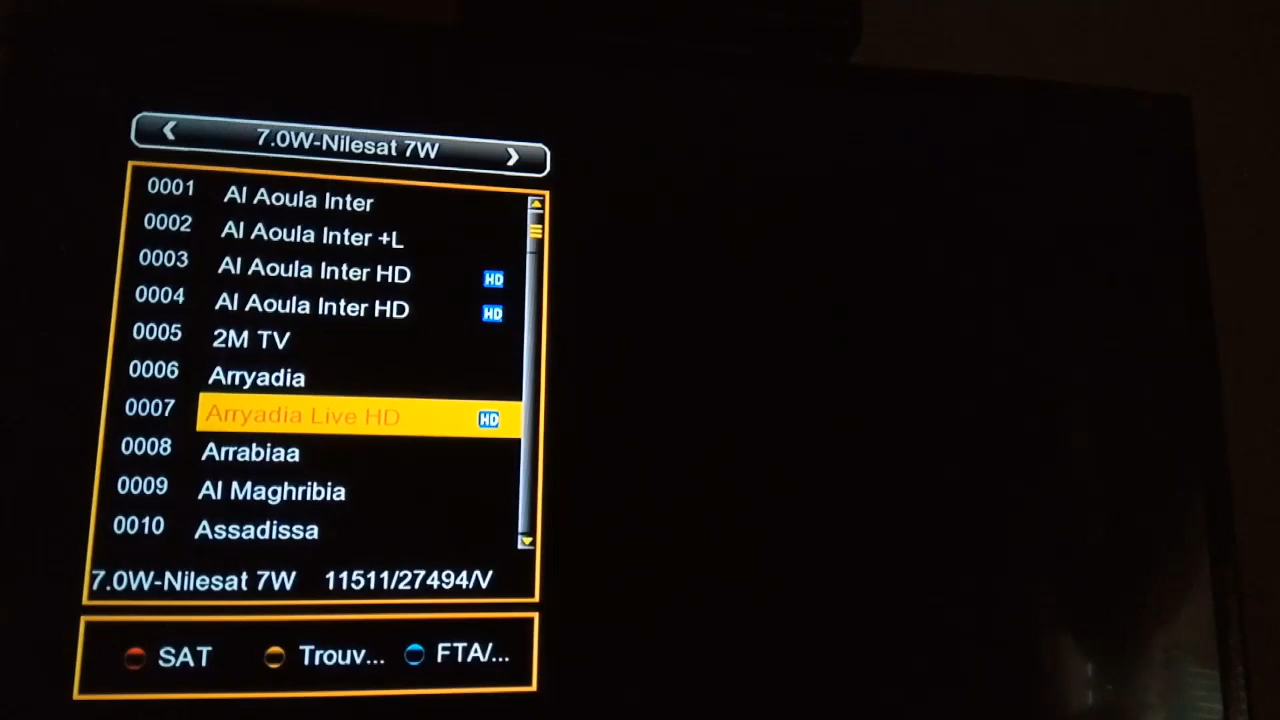 7.0W-Nilesat 7W
0001 Al Aoula Inter
0002 Al Aoula Inter +L
0003 Al Aoula Inter HD HD
0004 Al Aoula Inter HD HD
0005 2M TV
0006 Arryadia
0007 Arryadia Live HD HD
0008 Arrabiaa
0009 Al Maghribia
0010 Assadissa
7.0W-Nilesat 7W 11511/27494/V
SAT Trouv... FTA/...